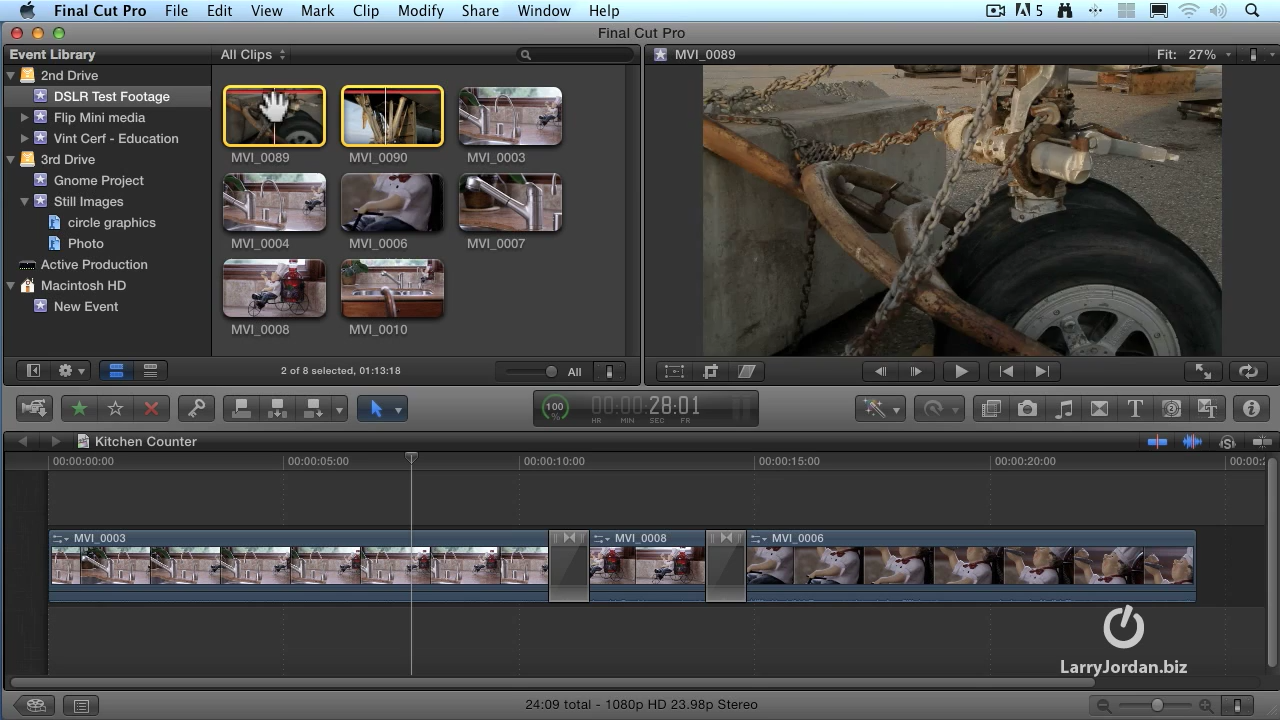 Final Cut Pro File Edit View Mark Clip Modify Share Window Help 5
Final Cut Pro
Event Library
2nd Drive
DSLR Test Footage
Flip Mini media
Vint Cerf - Education
3rd Drive
Gnome Project
Still Images
circle graphics
Photo
Active Production
Macintosh HD
New Event
All Clips
MVI_0089 MVI_0090 MVI_0003
MVI_0004 MVI_0006 MVI_0007
MVI_0008 MVI_0010
2 of 8 selected, 01:13:18
All
MVI_0089
Fit: 27%
100
%
00:00:28:01
HR MIN SEC FR
Kitchen Counter
00:00:00:00 00:00:05:00 00:00:10:00 00:00:15:00 00:00:20:00 00:00:2
MVI_0003 MVI_0008 MVI_0006
LarryJordan.biz
24:09 total - 1080p HD 23.98p Stereo